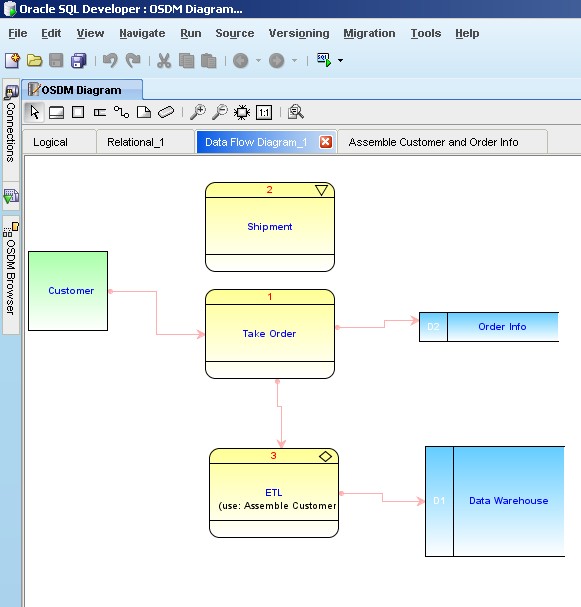 Oracle SQL Developer : OSDM Diagram...
File Edit View Navigate Run Source Versioning Migration Tools Help
SQL
OSDM Diagram
1:1
Connections
OSDM Browser
Logical Relational_1 Data Flow Diagram_1 Assemble Customer and Order Info
2
Shipment
Customer
1
Take Order
D2 Order Info
3
ETL
(use: Assemble Customer
D1 Data Warehouse